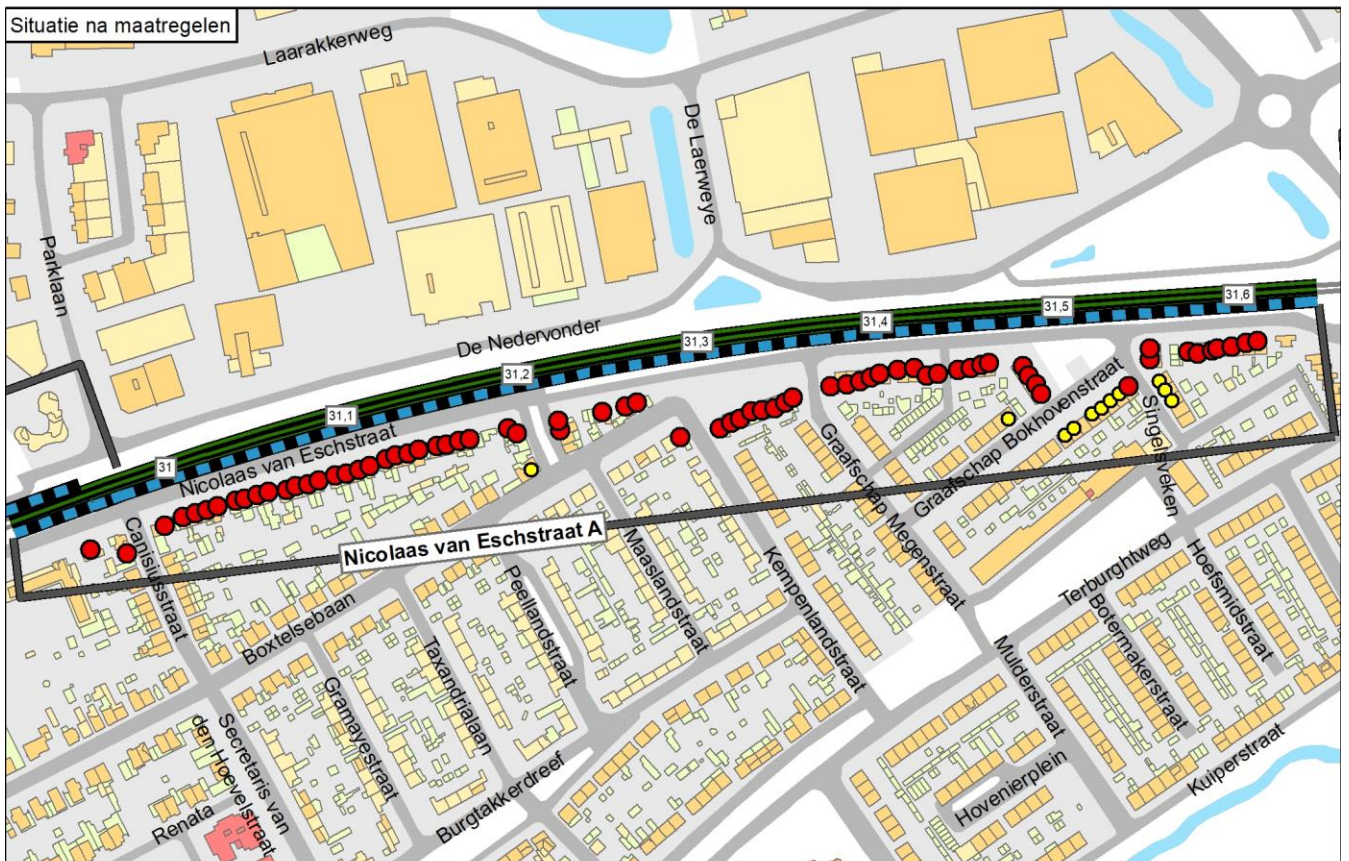 Situatie na maatregelen
Laarakkerweg
De Laerweye
Parklaan
De Nedervonder
31,6
31,5
31,4
31,3
31,2
31,1
31
Nicolaas van Eschstraat
Graafschap Bokhovenstraat
Singelsveken
Canisiusstraat
Nicolaas van Eschstraat A
Graafschap Megenstraat
Maaslandstraat
Kempenlandstraat
Peellandstraat
Boxtelsebaan
Taxandrialaan
Gramayestraat
Secretaris van
den Hoevelstraat
Renata
Burgtakkerdreef
Terburghtweg
Hoefsmidstraat
Botermakerstraat
Mulderstraat
Hovenierplein
Kuiperstraat